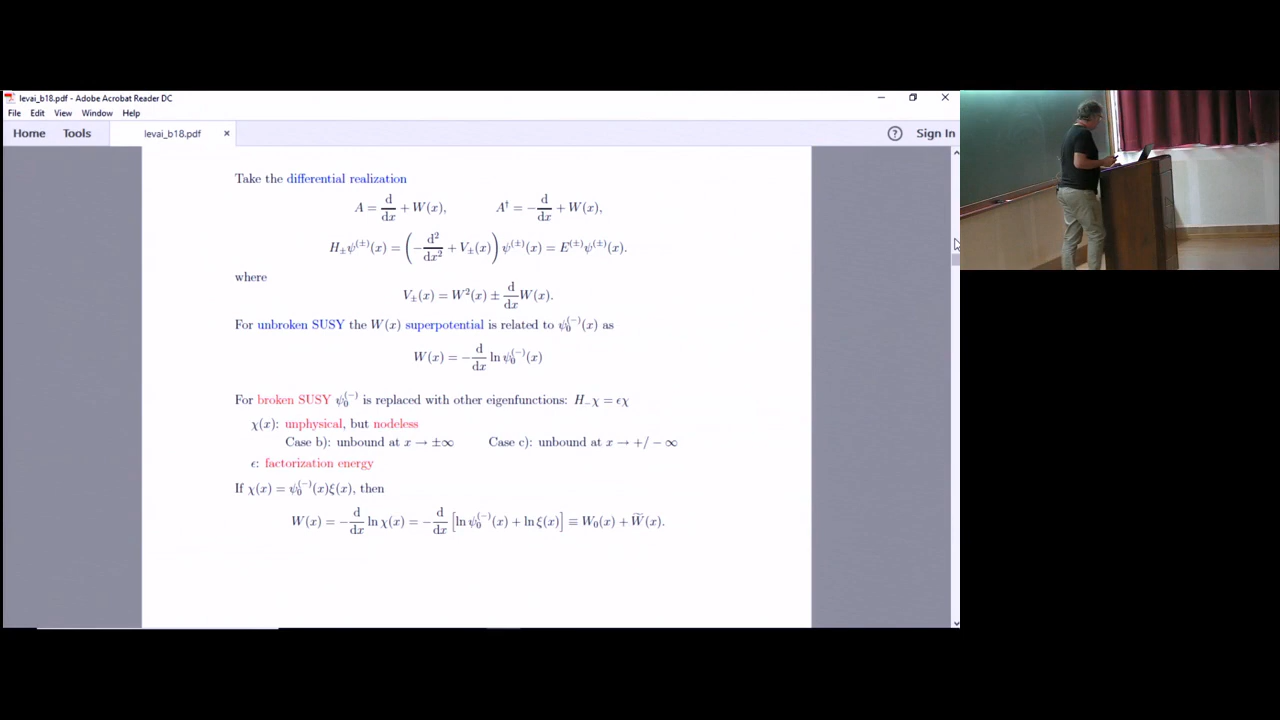 levai_b18.pdf - Adobe Acrobat Reader DC
File Edit View Window Help
Home Tools levai_b18.pdf × ? Sign In
Take the differential realization
A = d/dx + W(x), A† = −d/dx + W(x),
H±ψ^(±)(x) = (−d²/dx² + V±(x)) ψ^(±)(x) = E^(±)ψ^(±)(x).
where
V±(x) = W²(x) ± d/dx W(x).
For unbroken SUSY the W(x) superpotential is related to ψ₀^(−)(x) as
W(x) = −d/dx ln ψ₀^(−)(x)
For broken SUSY ψ₀^(−) is replaced with other eigenfunctions: H₋χ = ϵχ
χ(x): unphysical, but nodeless
Case b): unbound at x → ±∞ Case c): unbound at x → +/ − ∞
ϵ: factorization energy
If χ(x) = ψ₀^(−)(x)ξ(x), then
W(x) = −d/dx ln χ(x) = −d/dx [ln ψ₀^(−)(x) + ln ξ(x)] ≡ W₀(x) + W̃(x).